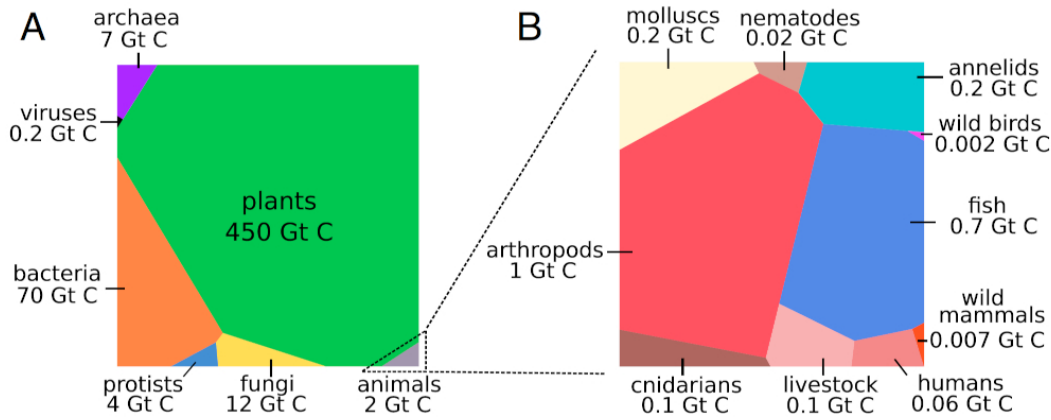 A
archaea
7 Gt C
viruses
0.2 Gt C
plants
450 Gt C
bacteria
70 Gt C
protists
4 Gt C
fungi
12 Gt C
animals
2 Gt C
B
molluscs
0.2 Gt C
nematodes
0.02 Gt C
annelids
0.2 Gt C
wild birds
0.002 Gt C
fish
0.7 Gt C
arthropods
1 Gt C
wild
mammals
0.007 Gt C
cnidarians
0.1 Gt C
livestock
0.1 Gt C
humans
0.06 Gt C